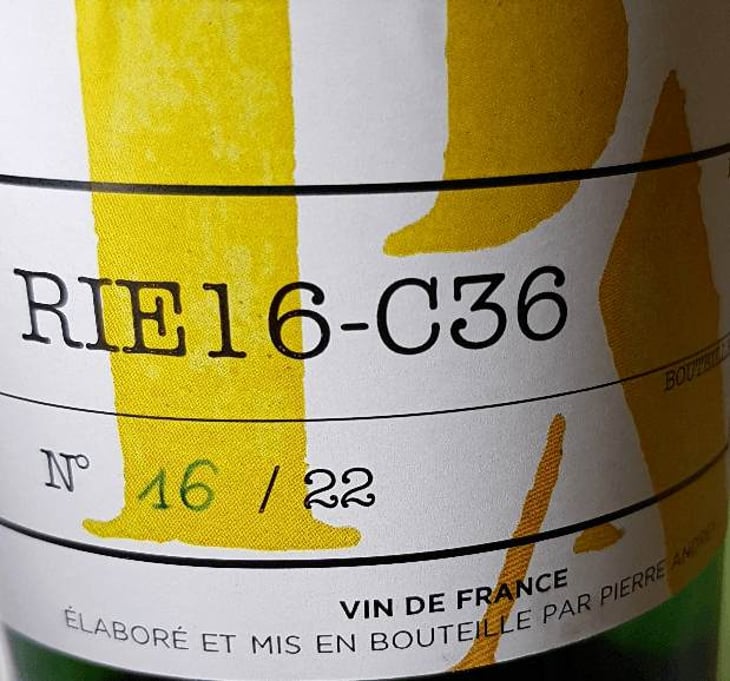 RIE16-C36
N° 16 / 22
VIN DE FRANCE
ÉLABORÉ ET MIS EN BOUTEILLE PAR PIERRE